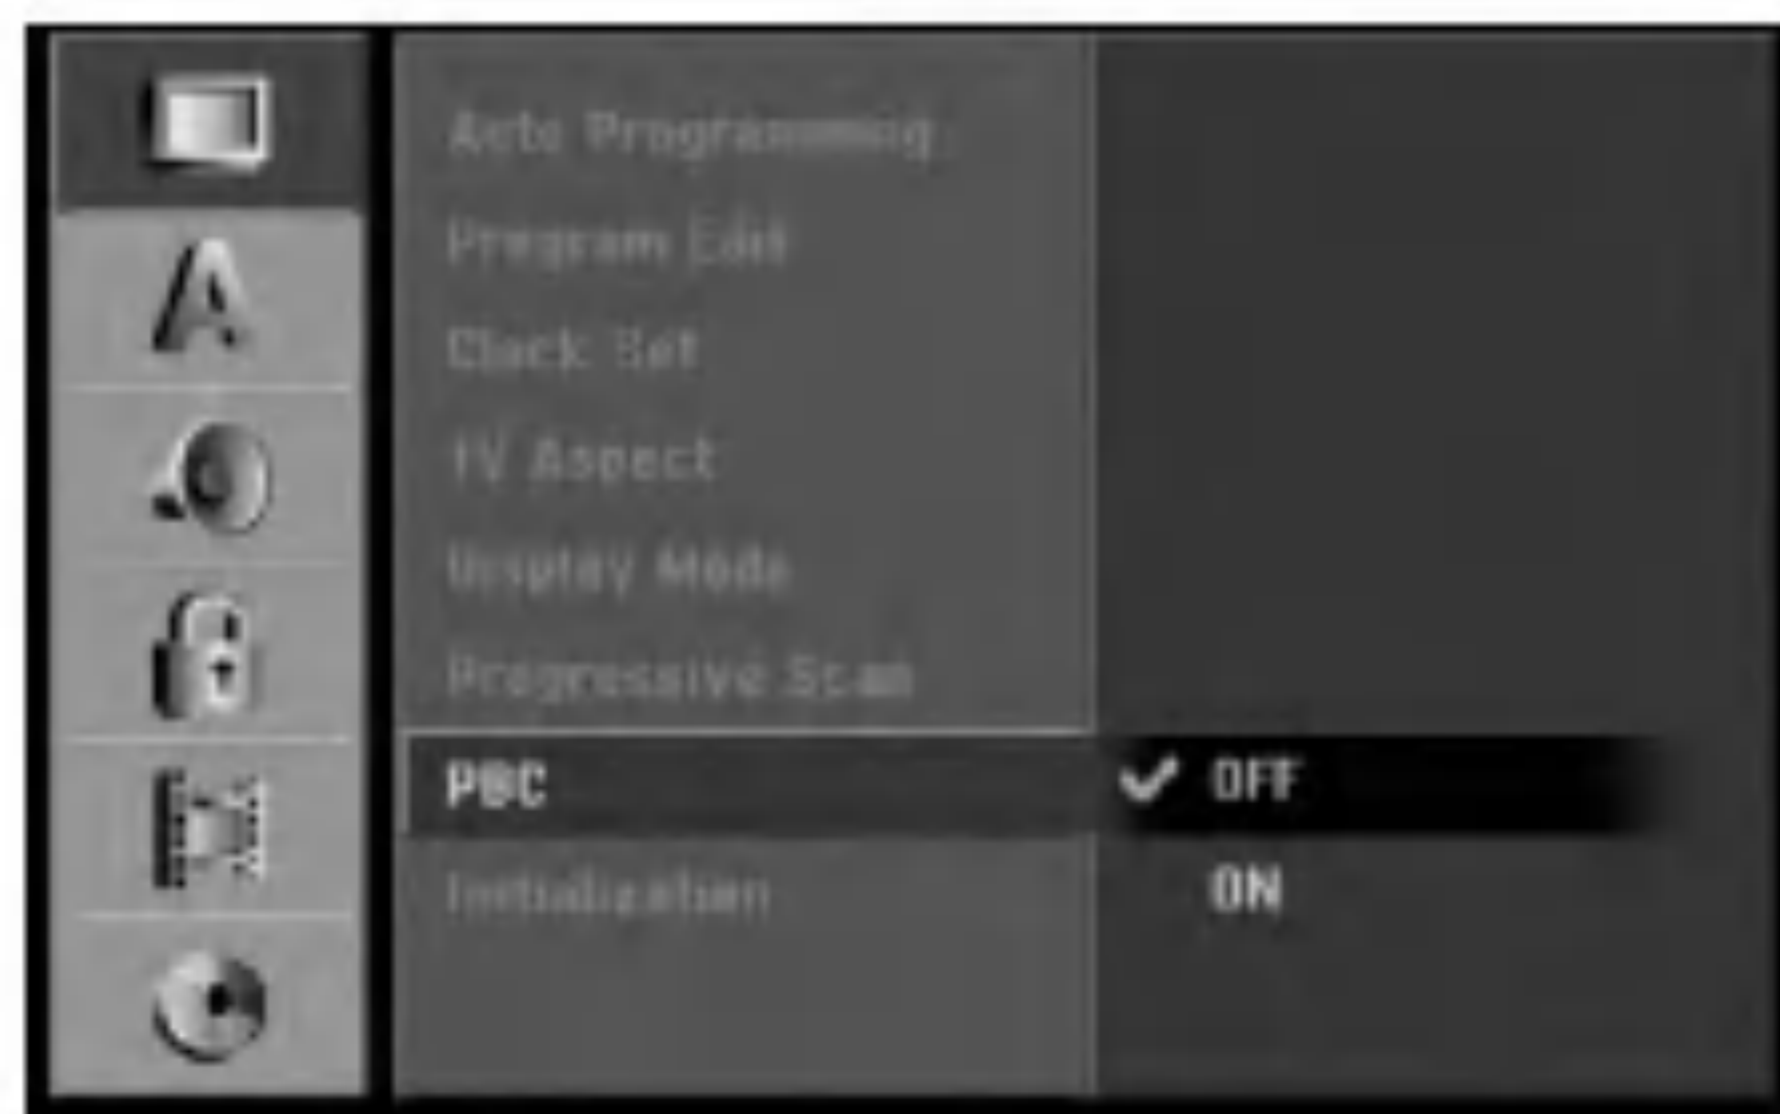 Auto Programming
Program Edit
Clock Set
TV Aspect
Display Mode
Progressive Scan
PBC
OFF
ON
Initialization